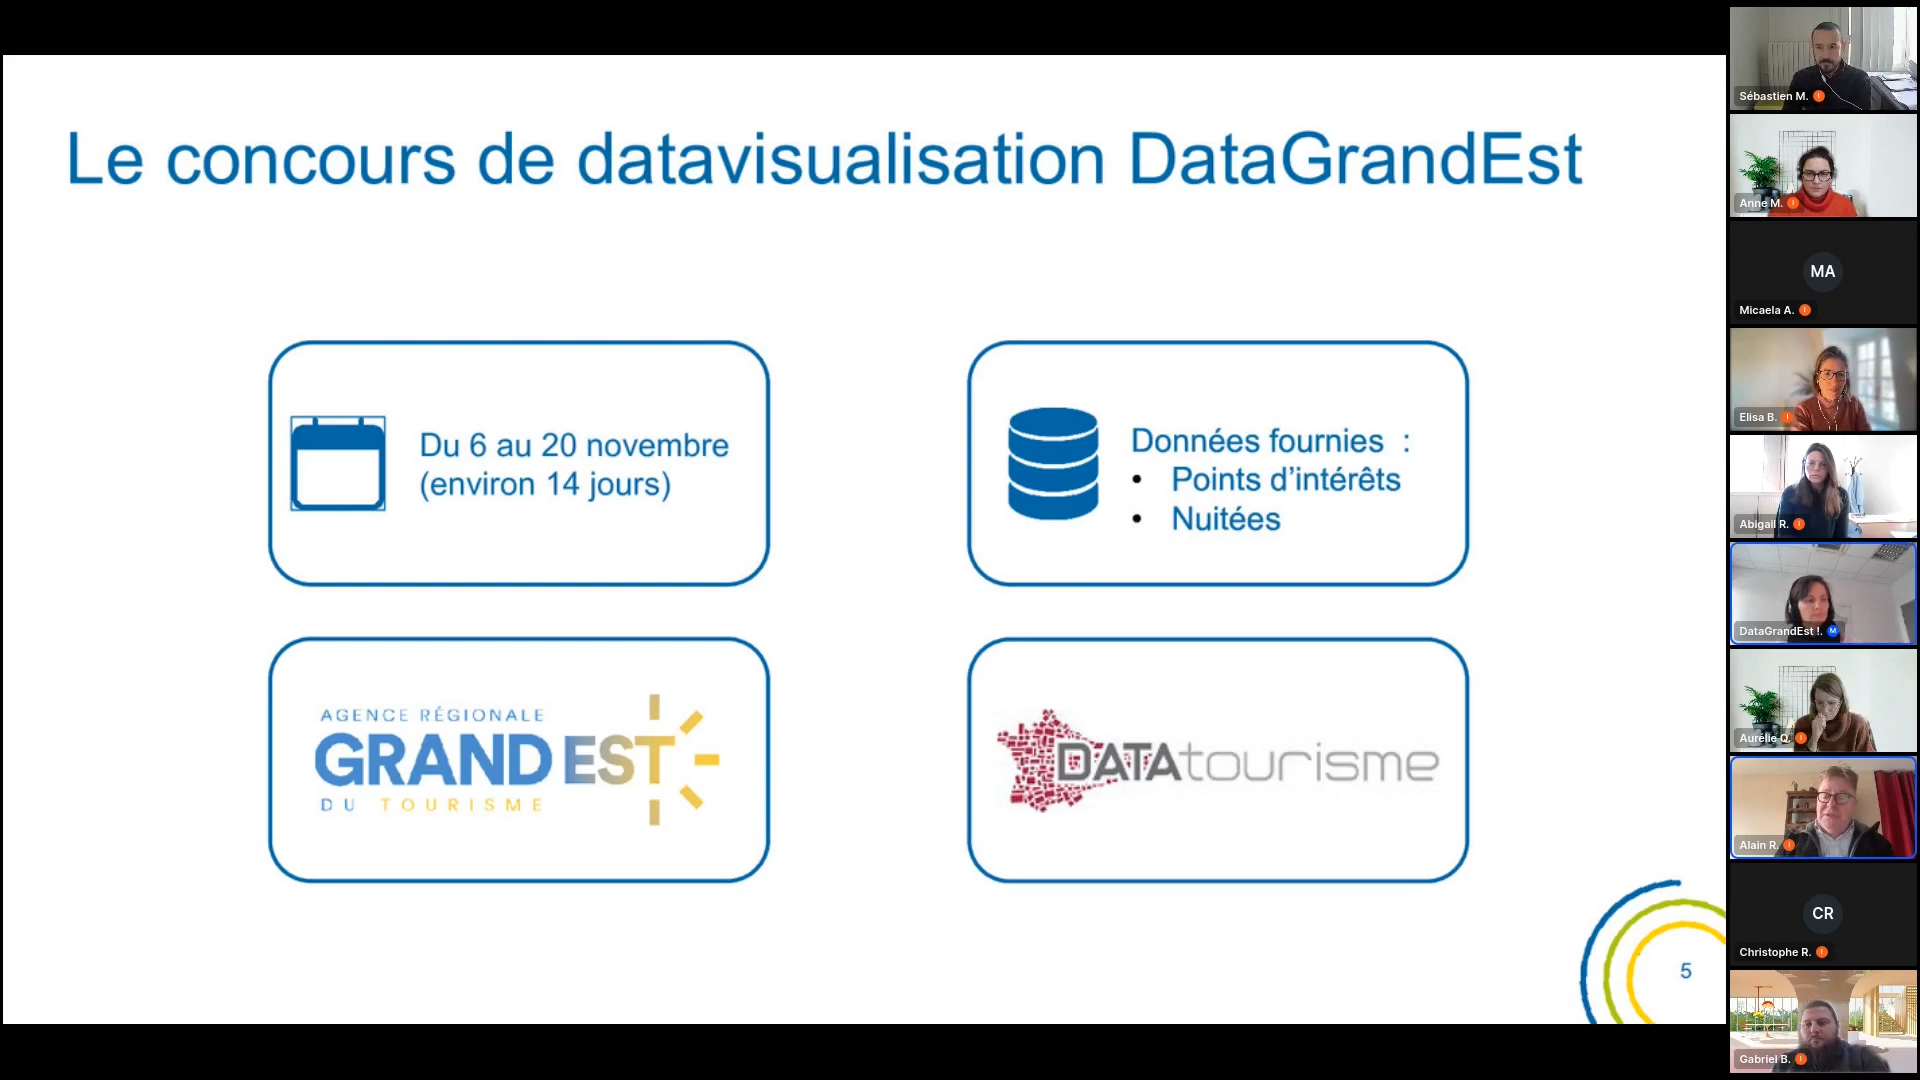 Le concours de datavisualisation DataGrandEst
Du 6 au 20 novembre
(environ 14 jours)
Données fournies :
• Points d’intérêts
• Nuitées
AGENCE RÉGIONALE
GRAND EST
DU TOURISME
DATAtourisme
5
Sébastien M.
Anne M.
MA
Micaela A.
Elisa B.
Abigail R.
DataGrandEst !. M
Aurélie Q.
Alain R.
CR
Christophe R.
Gabriel B.